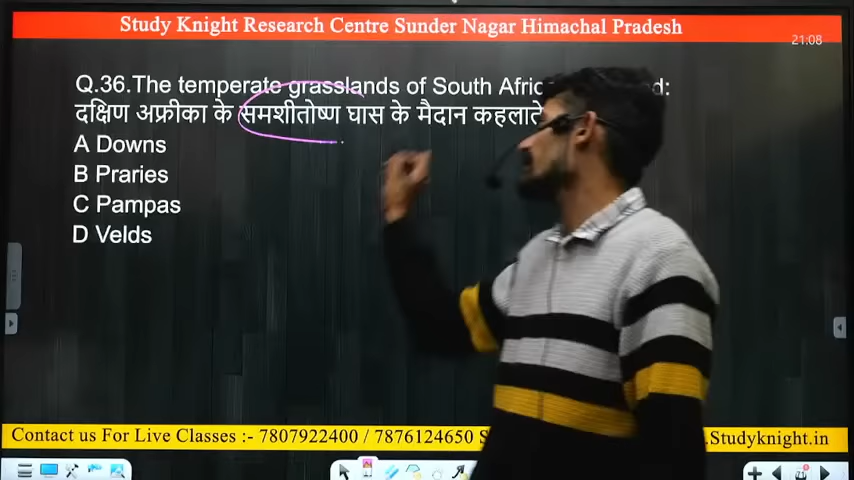 Study Knight Research Centre Sunder Nagar Himachal Pradesh
21:08
Q.36.The temperate grasslands of South Afric d:
दक्षिण अफ्रीका के समशीतोष्ण घास के मैदान कहलाते
A Downs
B Praries
C Pampas
D Velds
Contact us For Live Classes :- 7807922400 / 7876124650 S .Studyknight.in